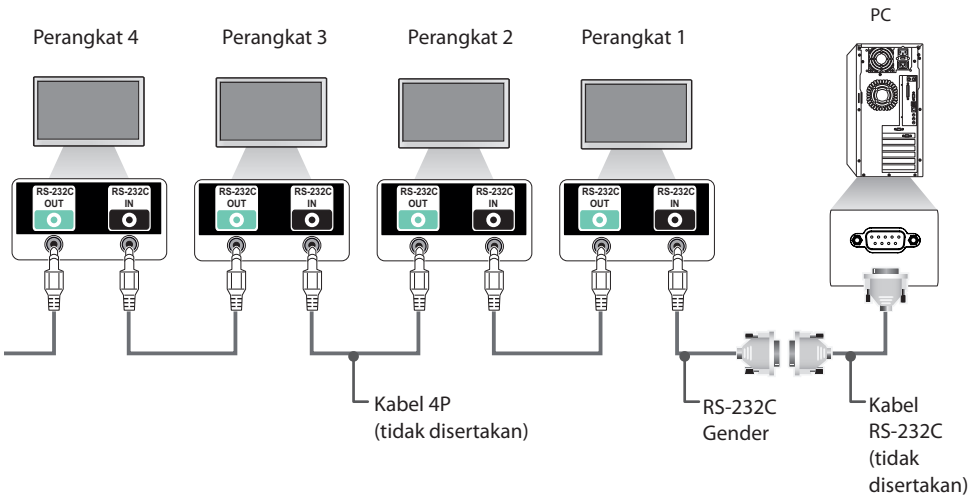 PC
Perangkat 4
Perangkat 3
Perangkat 2
Perangkat 1
RS-232C
OUT
RS-232C
IN
RS-232C
OUT
RS-232C
IN
RS-232C
OUT
RS-232C
IN
RS-232C
OUT
RS-232C
IN
Kabel 4P
(tidak disertakan)
RS-232C
Gender
Kabel
RS-232C
(tidak
disertakan)